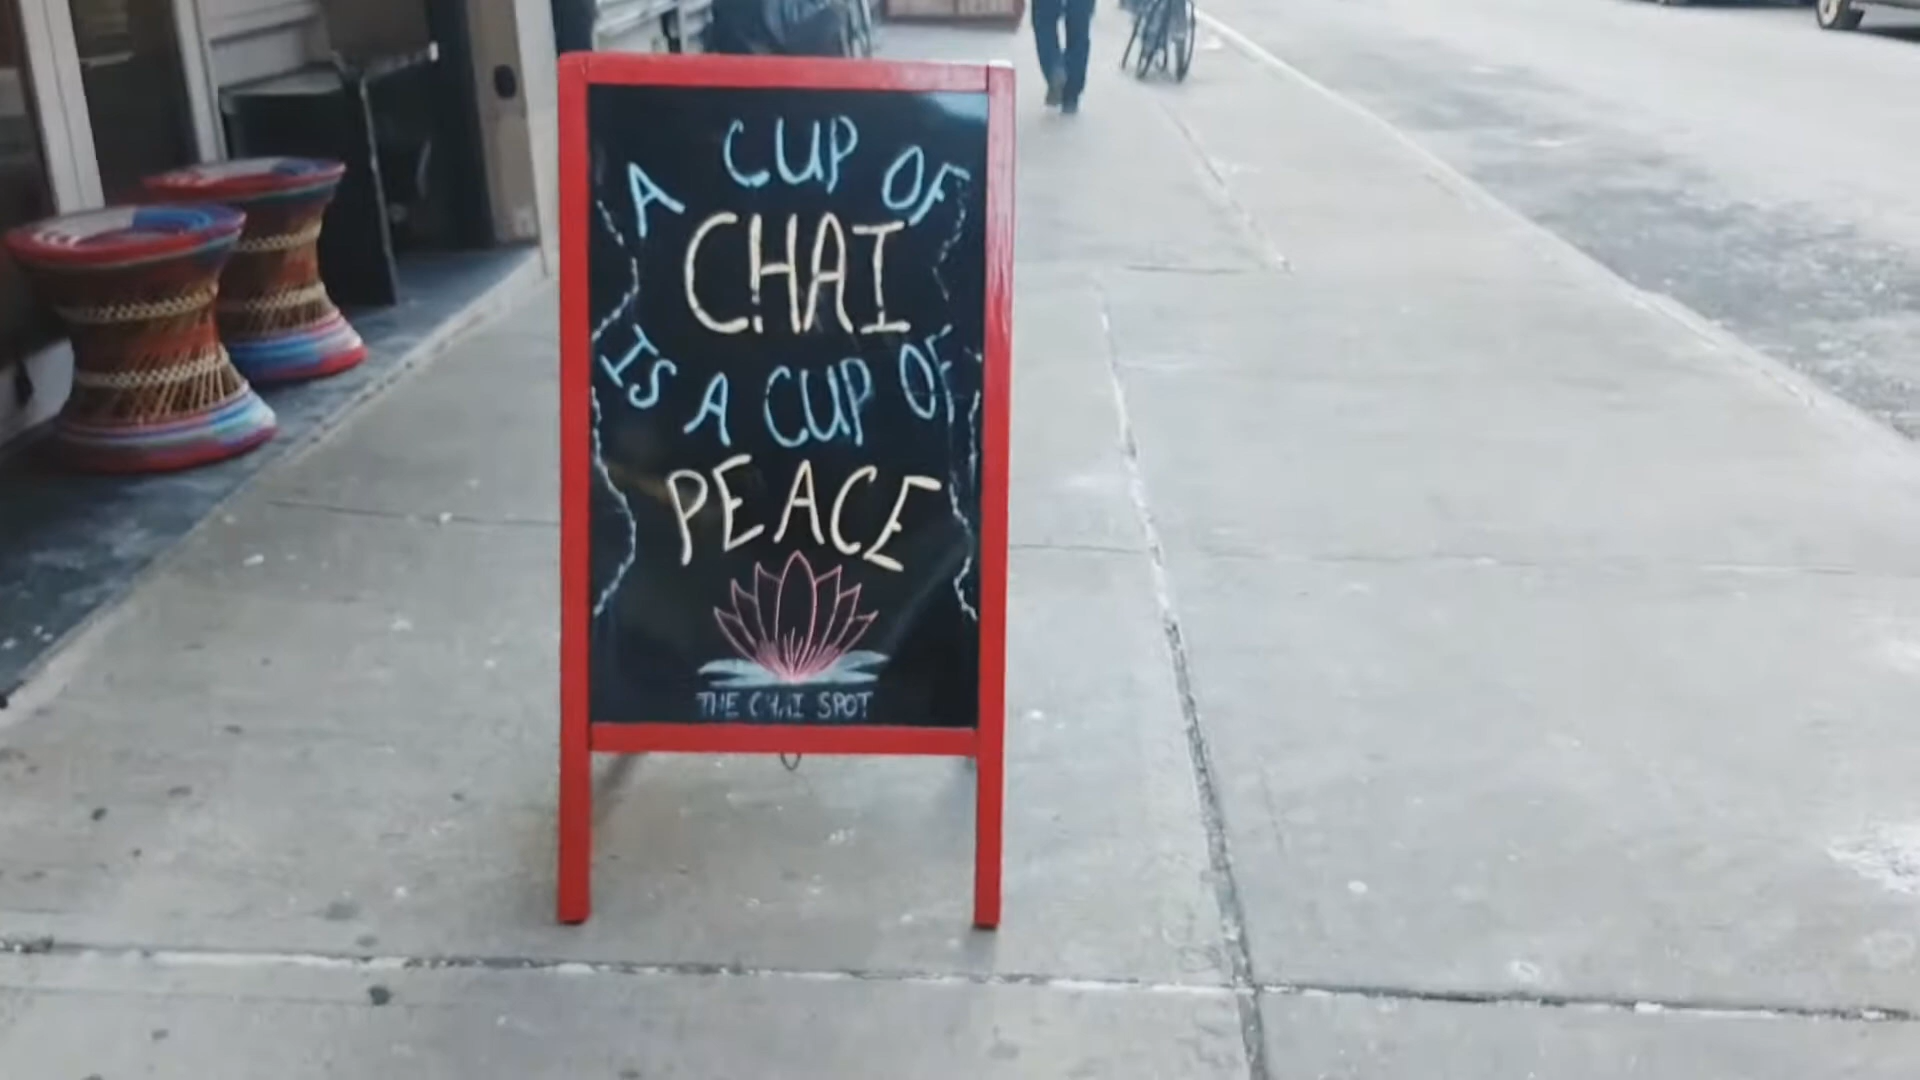 A CUP OF
CHAI
IS A CUP OF
PEACE
THE CHAI SPOT